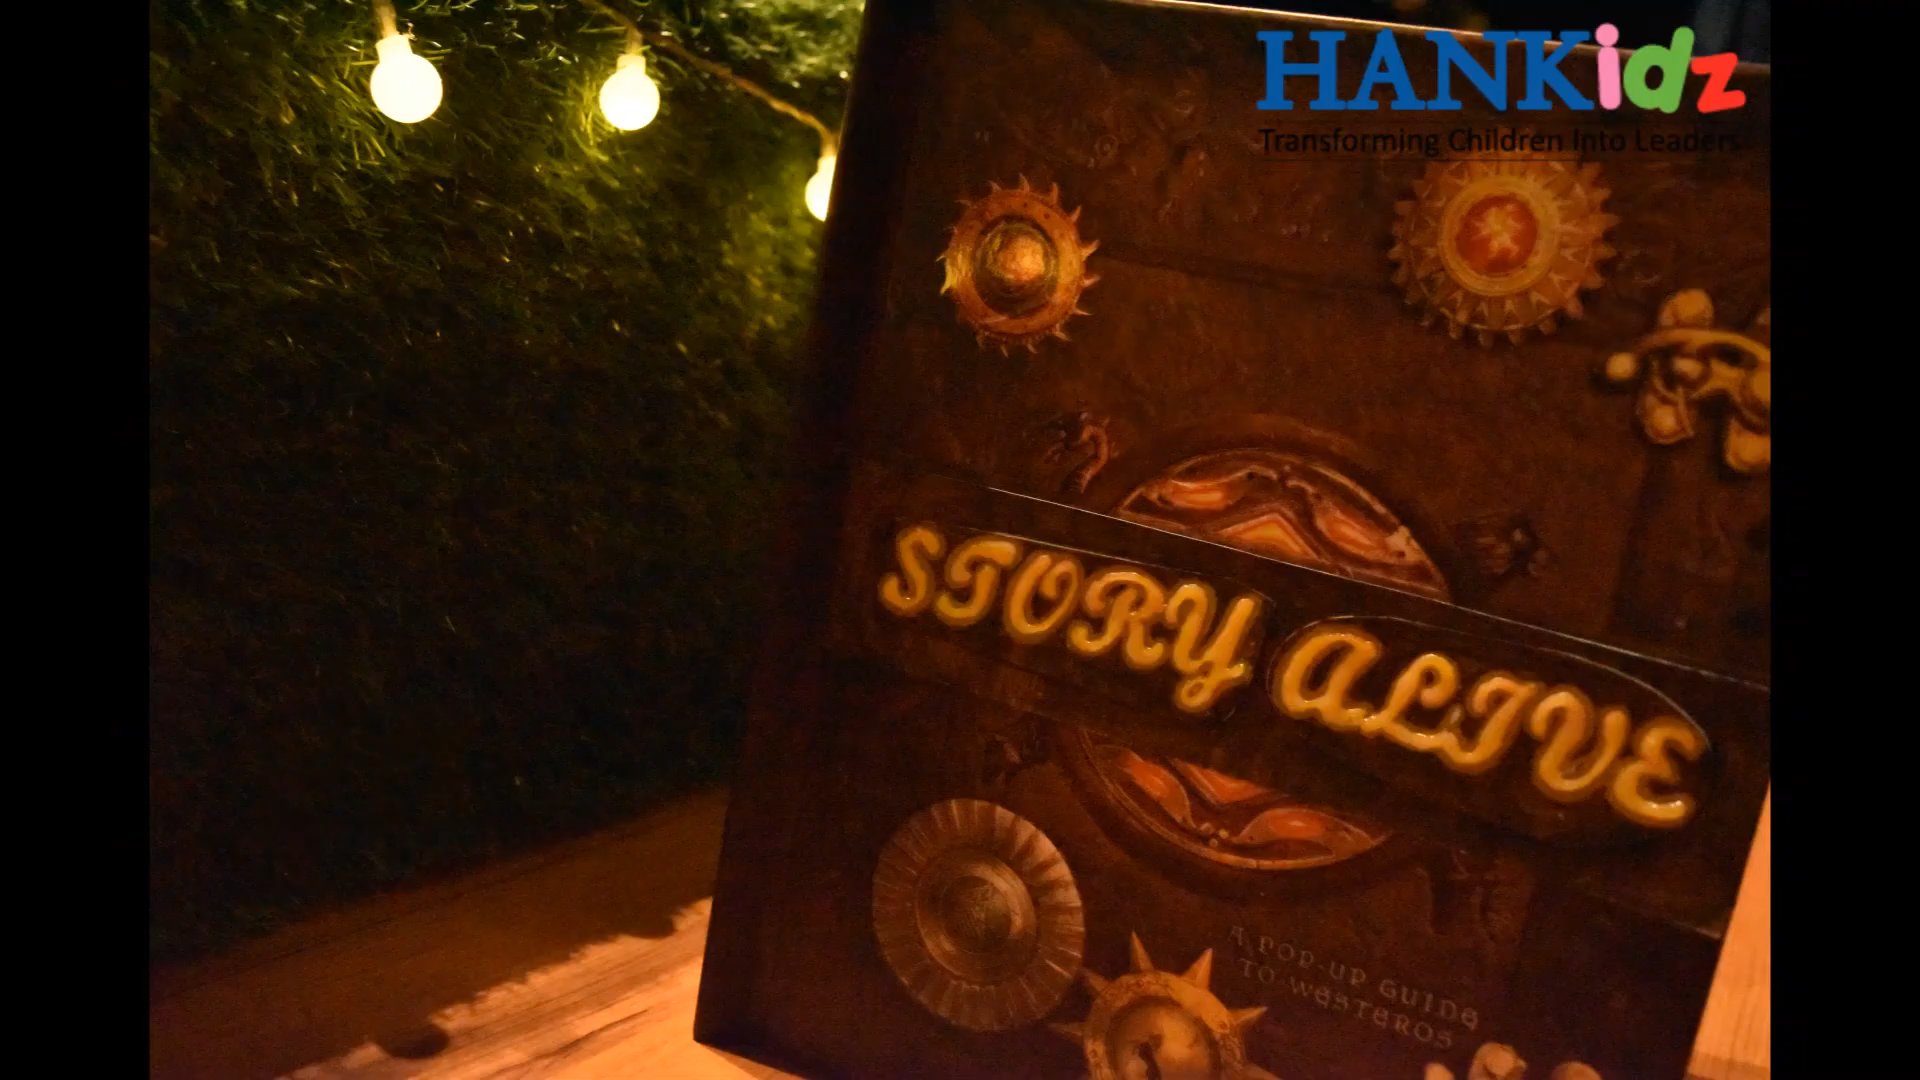 HANKidz
Transforming Children Into Leaders
STORY ALIVE
A POP-UP GUIDE
TO WESTEROS